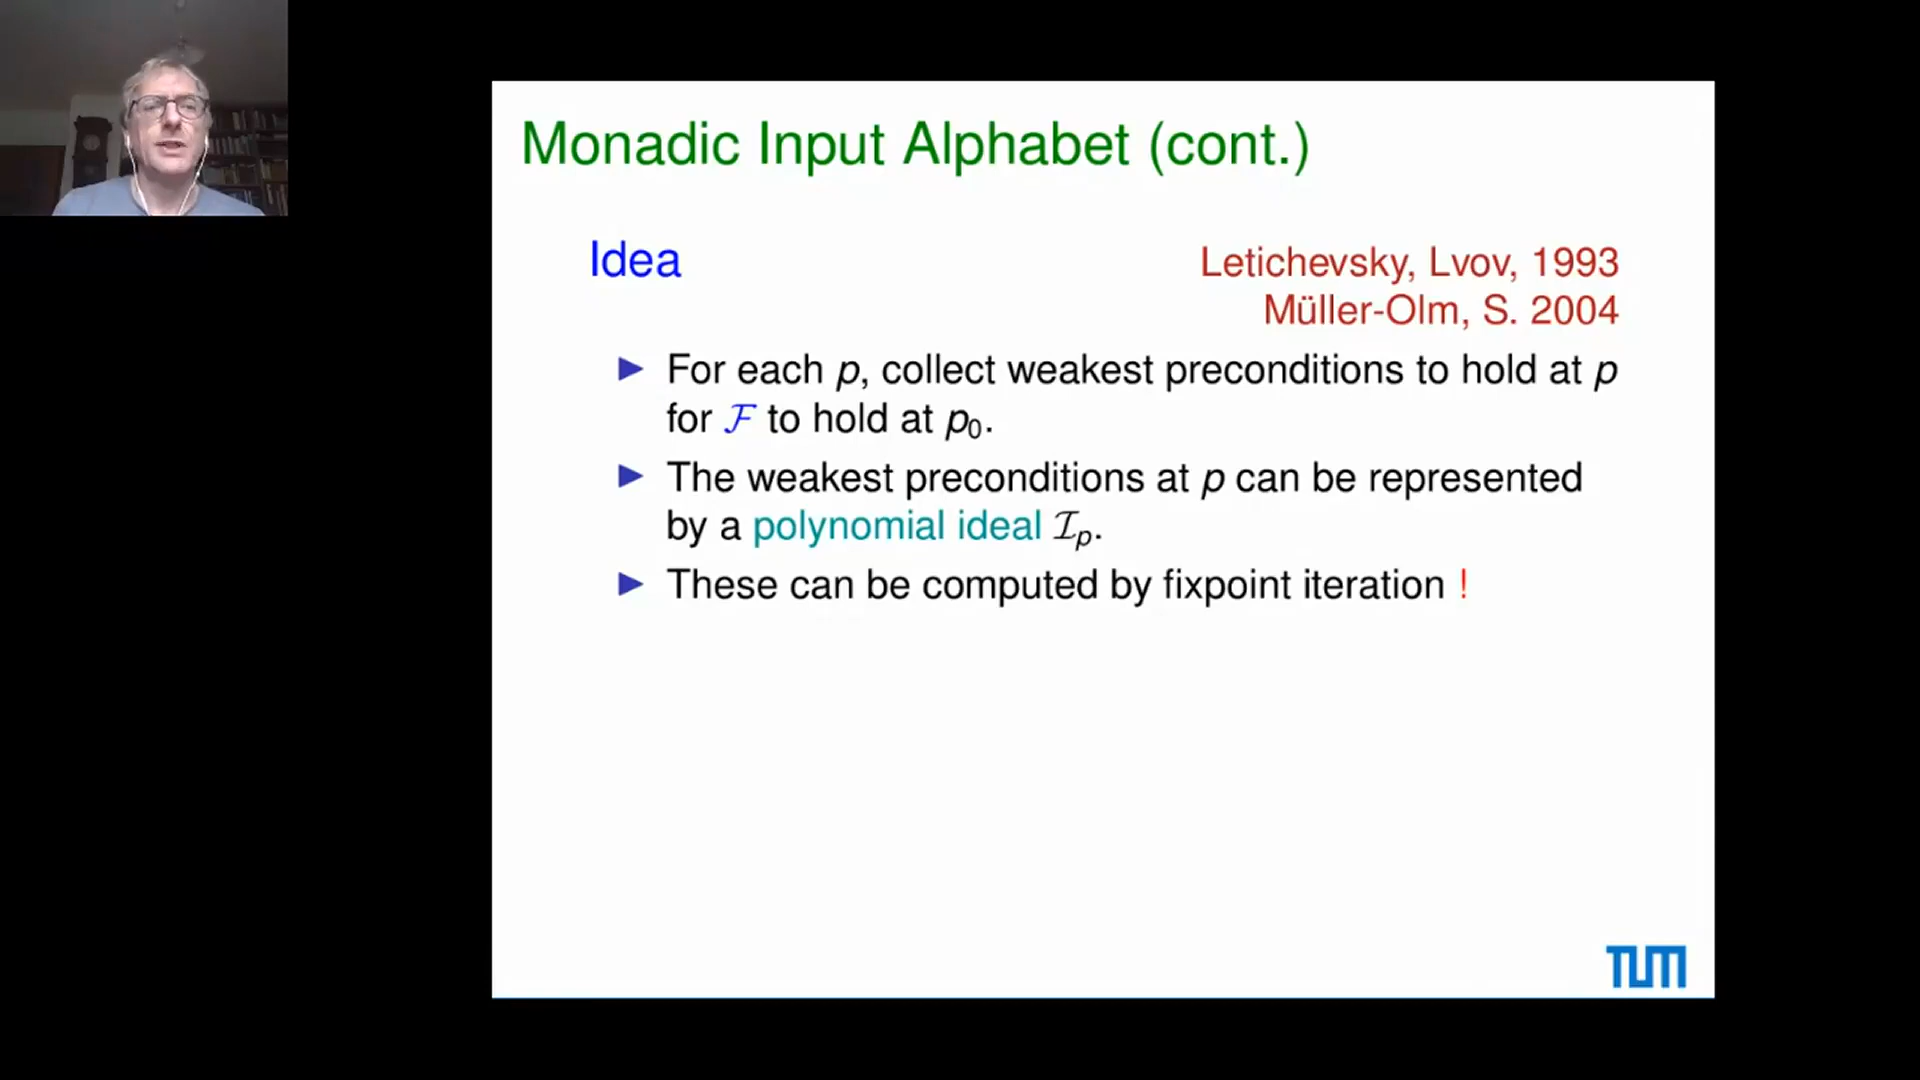 Monadic Input Alphabet (cont.)
Idea
Letichevsky, Lvov, 1993
Müller-Olm, S. 2004
▶ For each p, collect weakest preconditions to hold at p
for ℱ to hold at p₀.
▶ The weakest preconditions at p can be represented
by a polynomial ideal ℐₚ.
▶ These can be computed by fixpoint iteration !
TUM